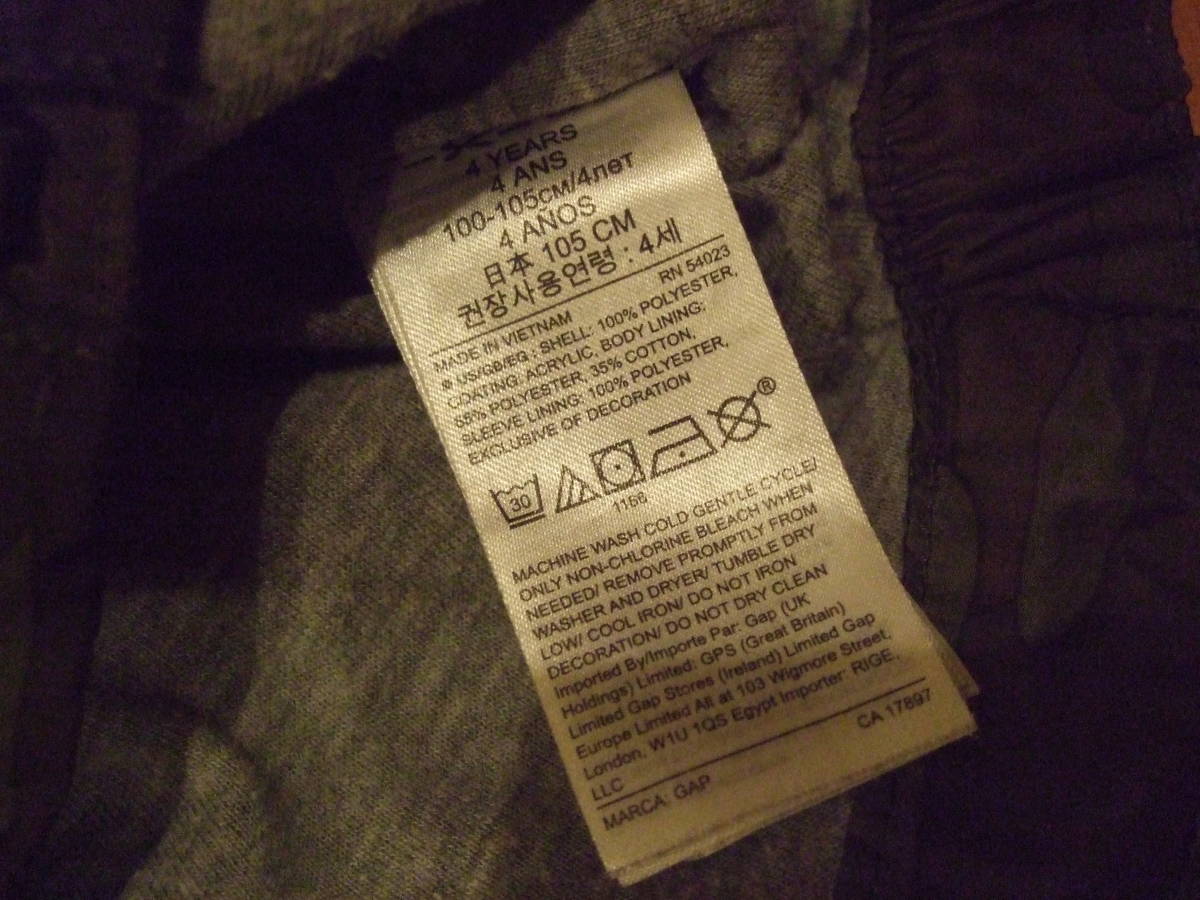 4 YEARS
4 ANS
100-105см/4лет
4 AÑOS
日本 105 CM
권장사용연령 : 4세
RN 54023
MADE IN VIETNAM
US/GB/EG : SHELL: 100% POLYESTER,
COATING: ACRYLIC, BODY LINING:
65% POLYESTER, 35% COTTON,
SLEEVE LINING: 100% POLYESTER,
EXCLUSIVE OF DECORATION
30
®
1166
MACHINE WASH COLD GENTLE CYCLE/
ONLY NON-CHLORINE BLEACH WHEN
NEEDED/ REMOVE PROMPTLY FROM
WASHER AND DRYER/ TUMBLE DRY
LOW/ COOL IRON/ DO NOT IRON
DECORATION/ DO NOT DRY CLEAN
Imported By/Importe Par: Gap (UK
Holdings) Limited: GPS (Great Britain)
Limited Gap Stores (Ireland) Limited Gap
Europe Limited All at 103 Wigmore Street,
London, W1U 1QS Egypt Importer: RIGE,
LLC
CA 17897
MARCA: GAP